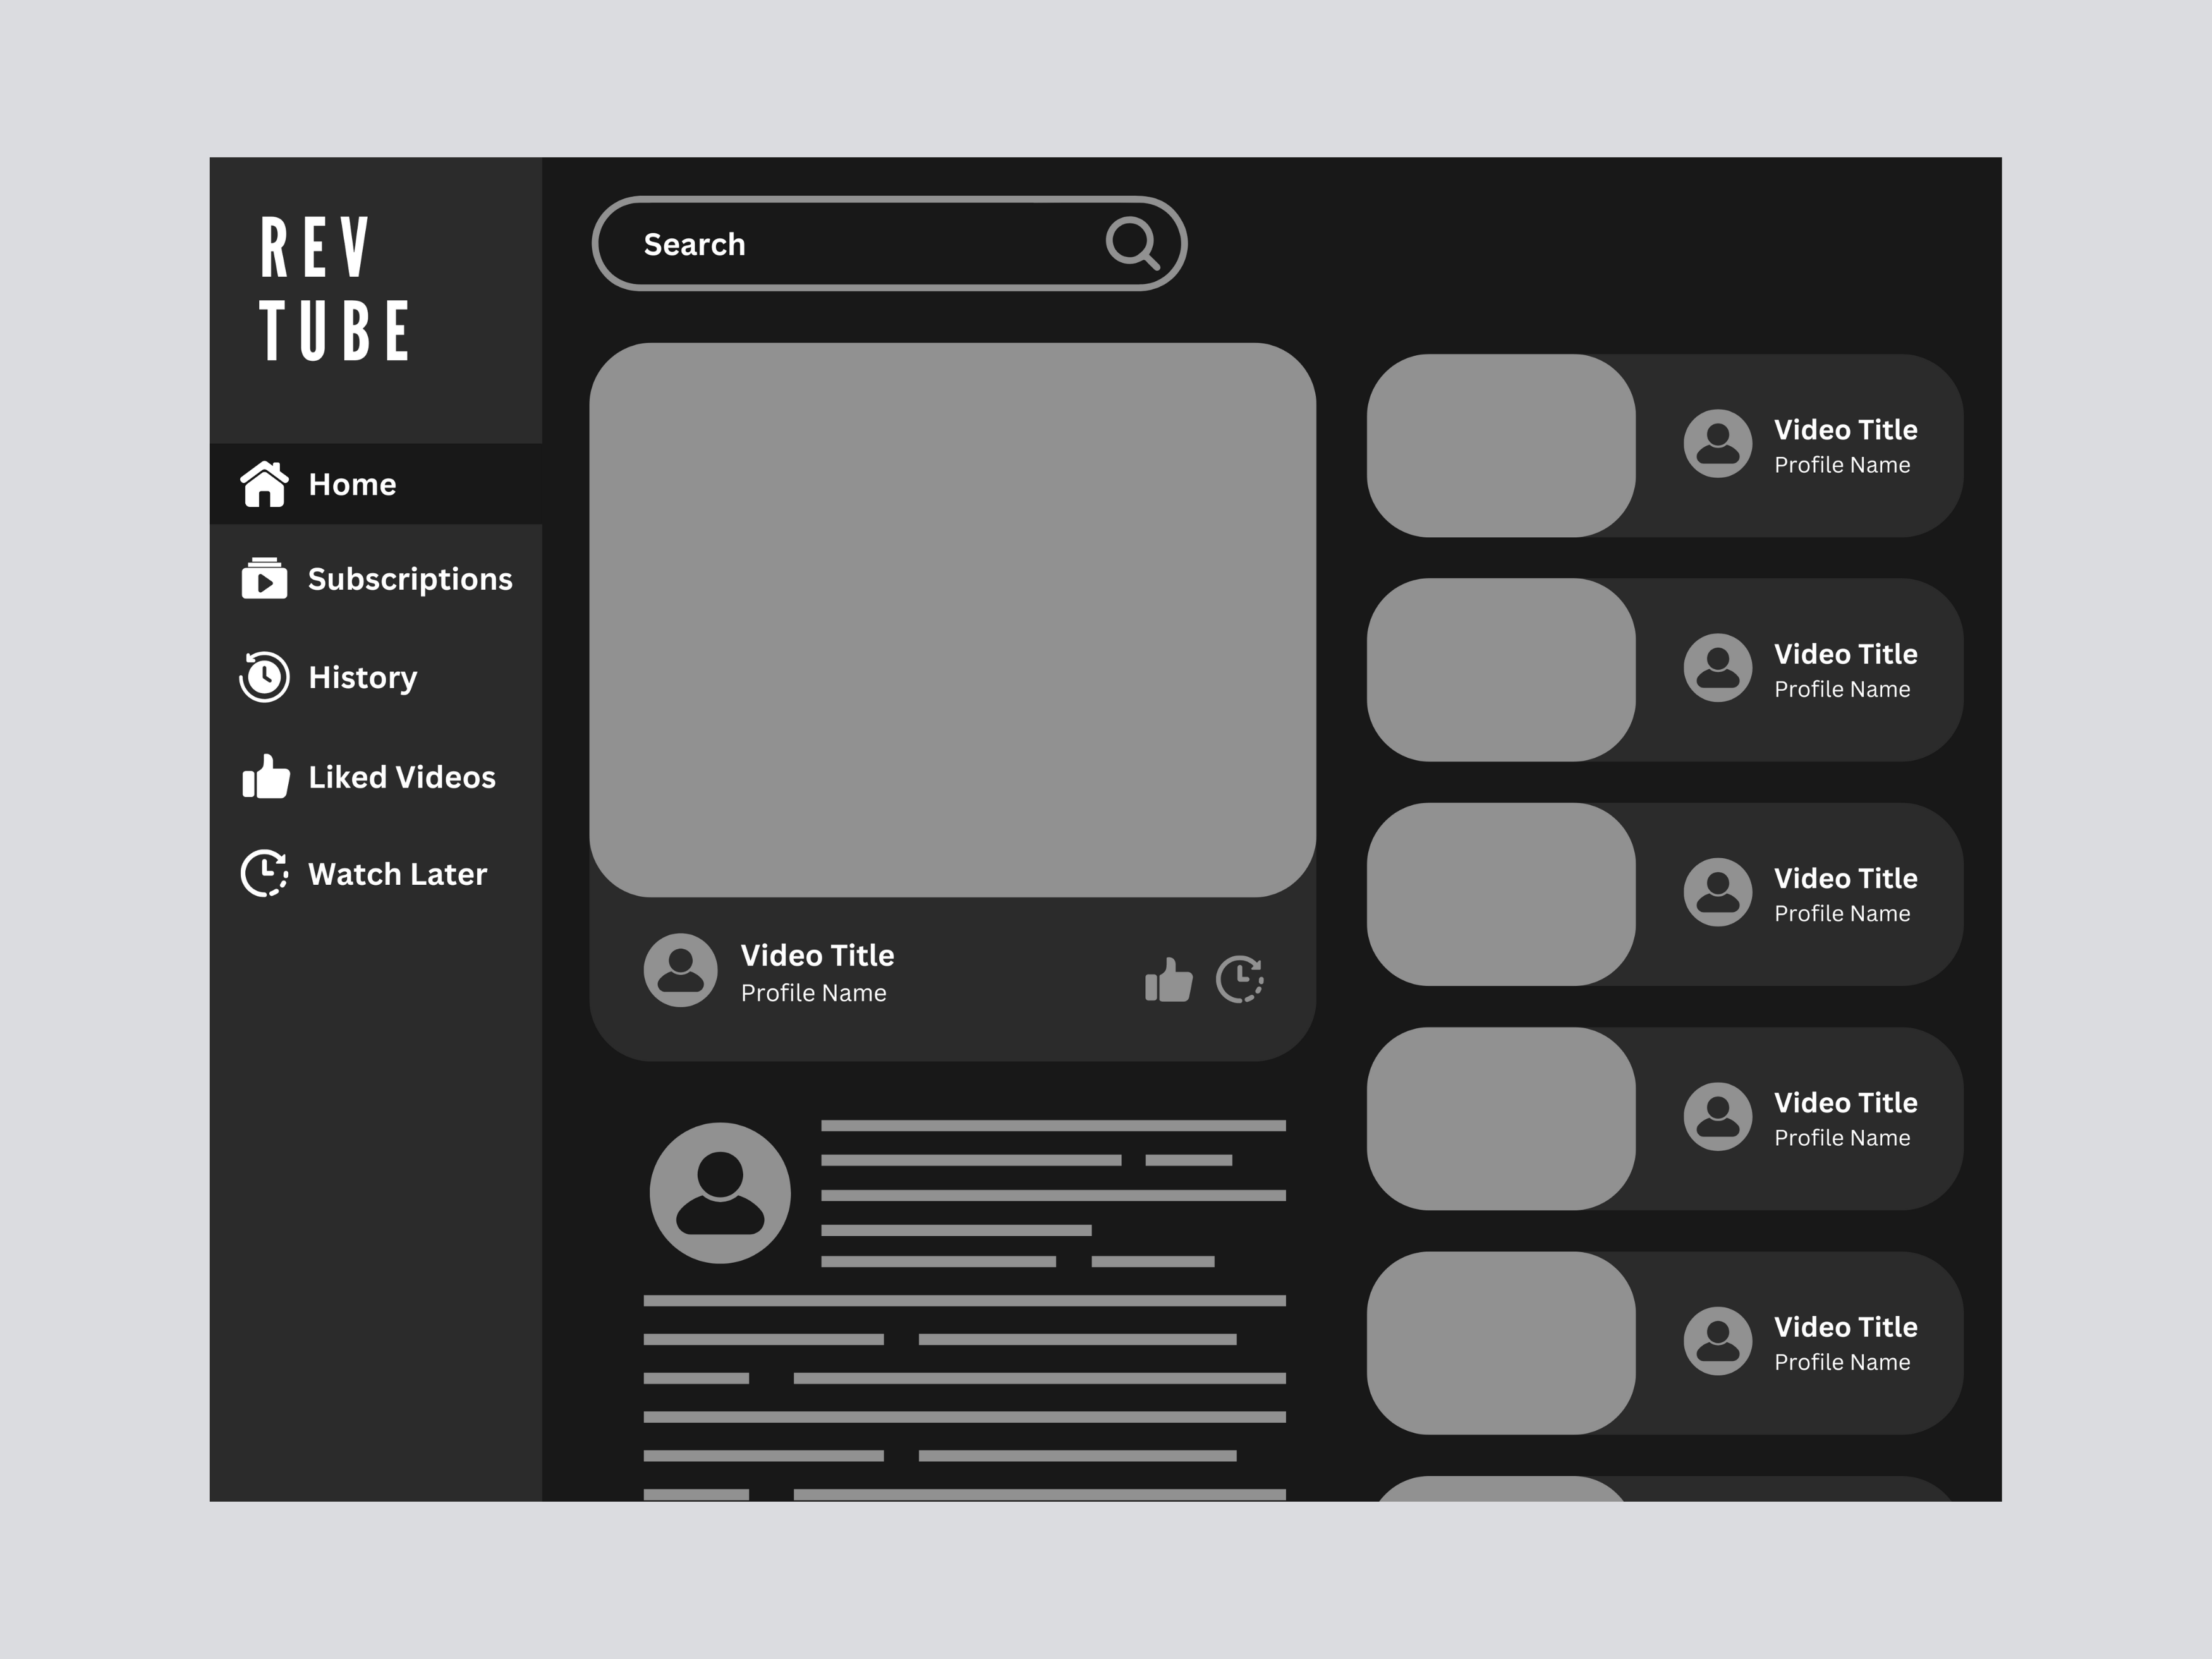 REV
TUBE
Home
Subscriptions
History
Liked Videos
Watch Later
Search
Video Title
Profile Name
Video Title
Profile Name
Video Title
Profile Name
Video Title
Profile Name
Video Title
Profile Name
Video Title
Profile Name